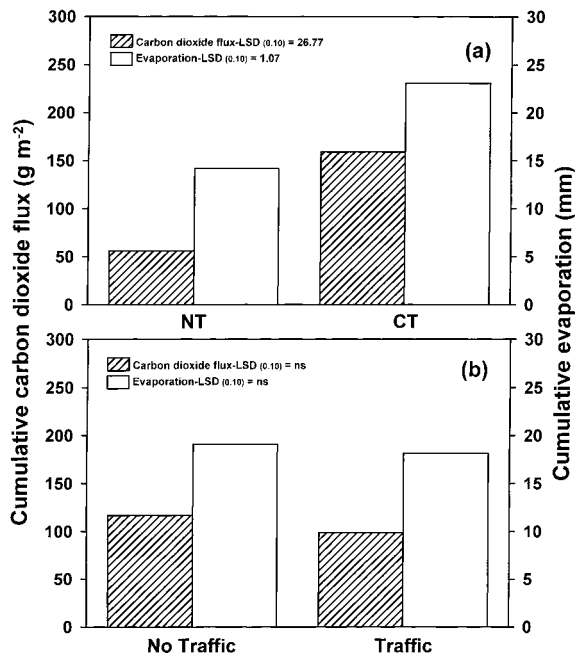 Cumulative carbon dioxide flux (g m-2)
300
250
200
150
100
50
0
Carbon dioxide flux-LSD (0.10) = 26.77
Evaporation-LSD (0.10) = 1.07
(a)
30
25
20
15
10
5
0
NT CT
300
250
200
150
100
50
0
Carbon dioxide flux-LSD (0.10) = ns
Evaporation-LSD (0.10) = ns
(b)
30
25
20
15
10
5
0
No Traffic Traffic
Cumulative evaporation (mm)